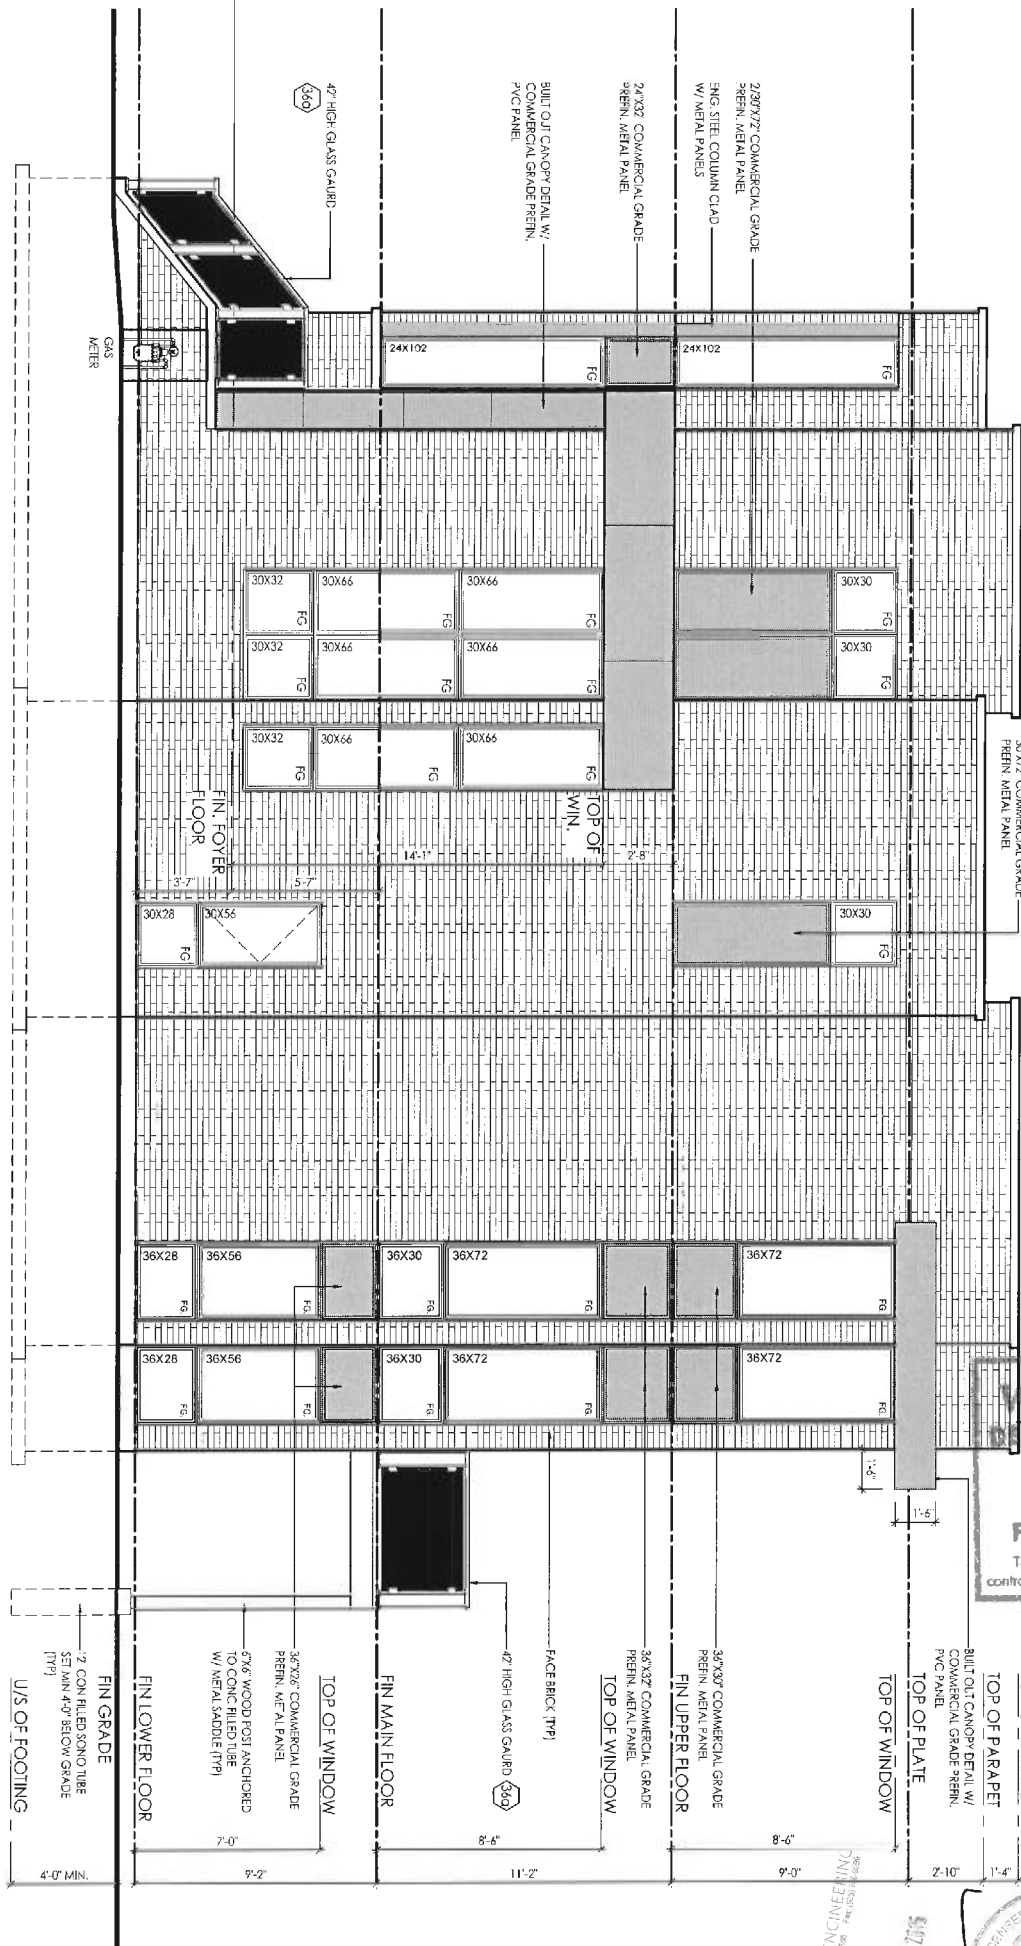 42" HIGH GLASS GAURD
36a
GAS
METER
BUILT OUT CANOPY DETAIL W/
COMMERCIAL GRADE PREFIN.
PVC PANEL
24"X32" COMMERCIAL GRADE
PREFIN. METAL PANEL
ENG. STEEL COLUMN CLAD
W/ METAL PANELS
2/30"X72" COMMERCIAL GRADE
PREFIN. METAL PANEL
24X102
FG
24X102
FG
30X32
FG
30X66
FG
30X66
FG
30X30
FG
30X32
FG
30X66
FG
30X66
FG
30X30
FG
30X32
FG
30X66
FG
30X66
FG
30"X72" COMMERCIAL GRADE
PREFIN. METAL PANEL
FIN. FOYER
FLOOR
TOP OF
WIN.
14'-1"
2'-8"
3'-7"
5'-7"
30X28
FG
30X56
30X30
FG
36X28
FG
36X56
FG
36X30
FG
36X72
FG
36X72
FG
36X28
FG
36X56
FG
36X30
FG
36X72
FG
36X72
FG
1'-6"
1'-6"
BUILT OUT CANOPY DETAIL W/
COMMERCIAL GRADE PREFIN.
PVC PANEL
36"X30" COMMERCIAL GRADE
PREFIN. METAL PANEL
36"X32" COMMERCIAL GRADE
PREFIN. METAL PANEL
FACE BRICK (TYP)
42" HIGH GLASS GAURD
36a
36"X26" COMMERCIAL GRADE
PREFIN. METAL PANEL
6"X6" WOOD POST ANCHORED
TO CONC FILLED TUBE
W/ METAL SADDLE (TYP)
12" CON FILLED SONO TUBE
SET MIN 4'-0" BELOW GRADE
(TYP)
TOP OF PARAPET
TOP OF PLATE
TOP OF WINDOW
FIN UPPER FLOOR
TOP OF WINDOW
FIN MAIN FLOOR
TOP OF WINDOW
FIN LOWER FLOOR
FIN GRADE
U/S OF FOOTING
1'-4"
2'-10"
8'-6"
9'-0"
8'-6"
11'-2"
7'-0"
9'-2"
4'-0" MIN.
ENGINEERING